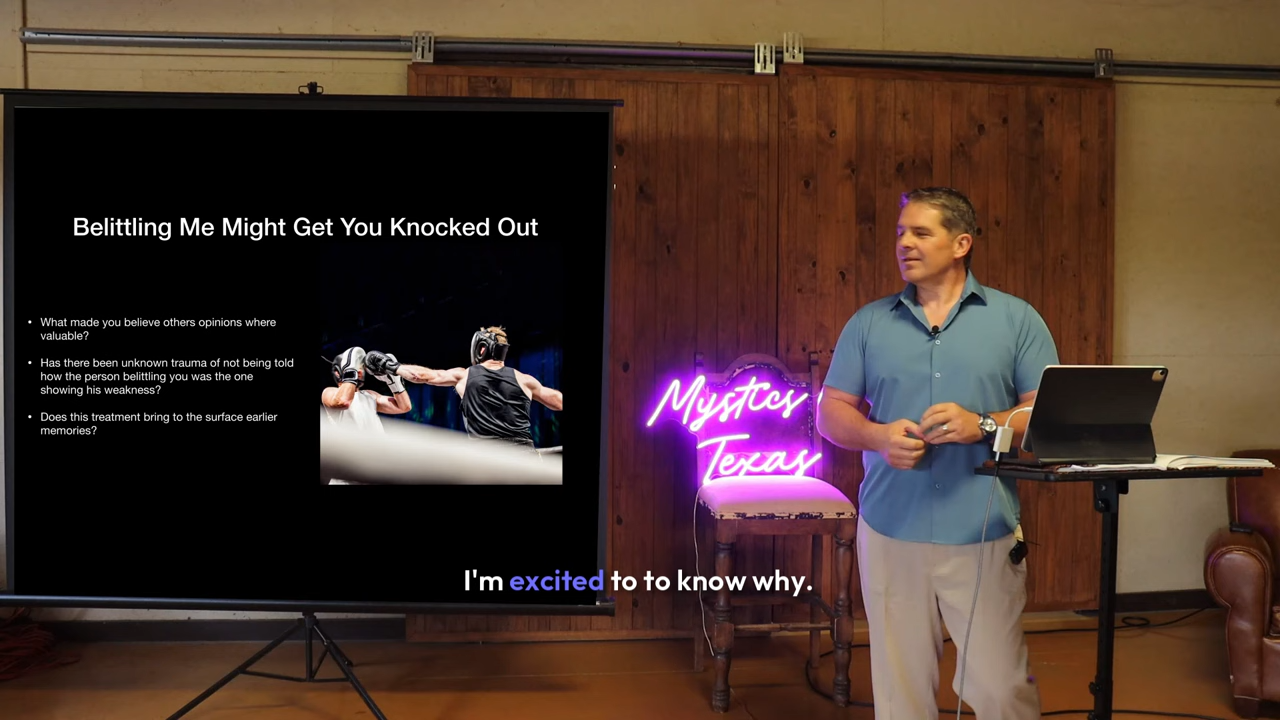 Belittling Me Might Get You Knocked Out
• What made you believe others opinions where
valuable?
• Has there been unknown trauma of not being told
how the person belittling you was the one
showing his weakness?
• Does this treatment bring to the surface earlier
memories?
Mystics
Texas
I'm excited to to know why.